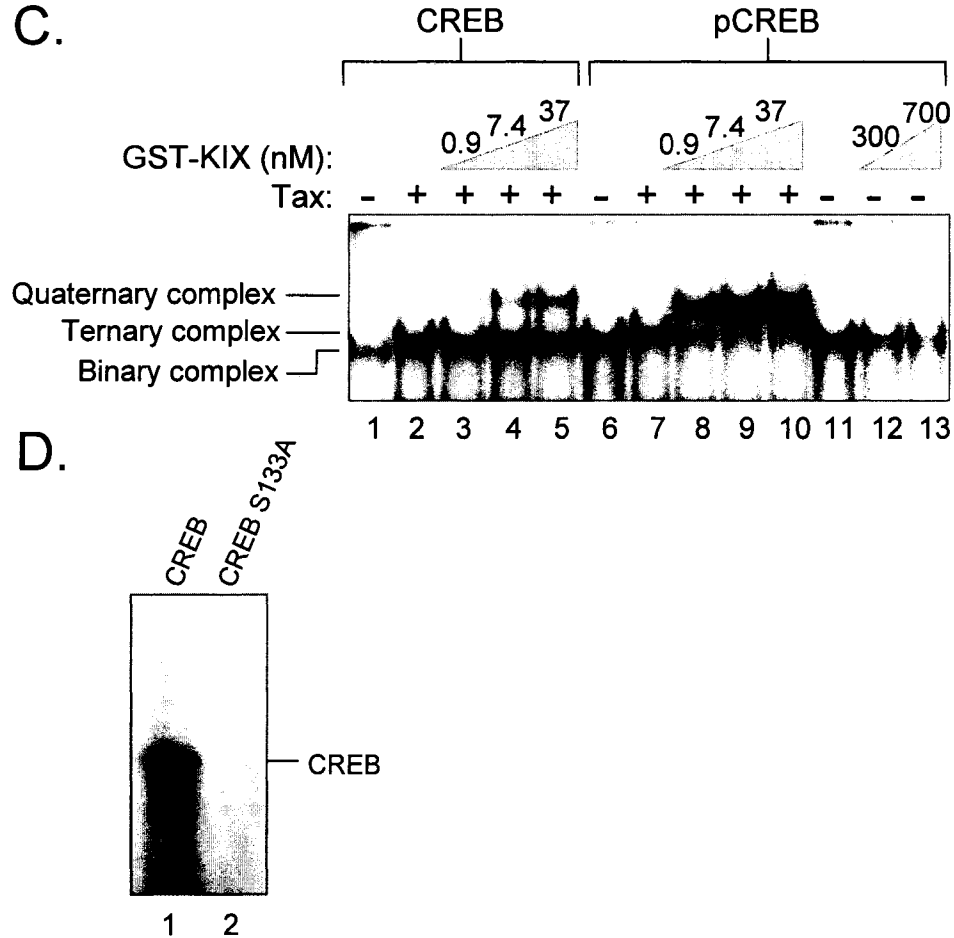 C.
CREB pCREB
GST-KIX (nM): 0.9 7.4 37 0.9 7.4 37 300 700
Tax: - + + + + - + + + + - - -
Quaternary complex
Ternary complex
Binary complex
1 2 3 4 5 6 7 8 9 10 11 12 13
D.
CREB CREB S133A
CREB
1 2